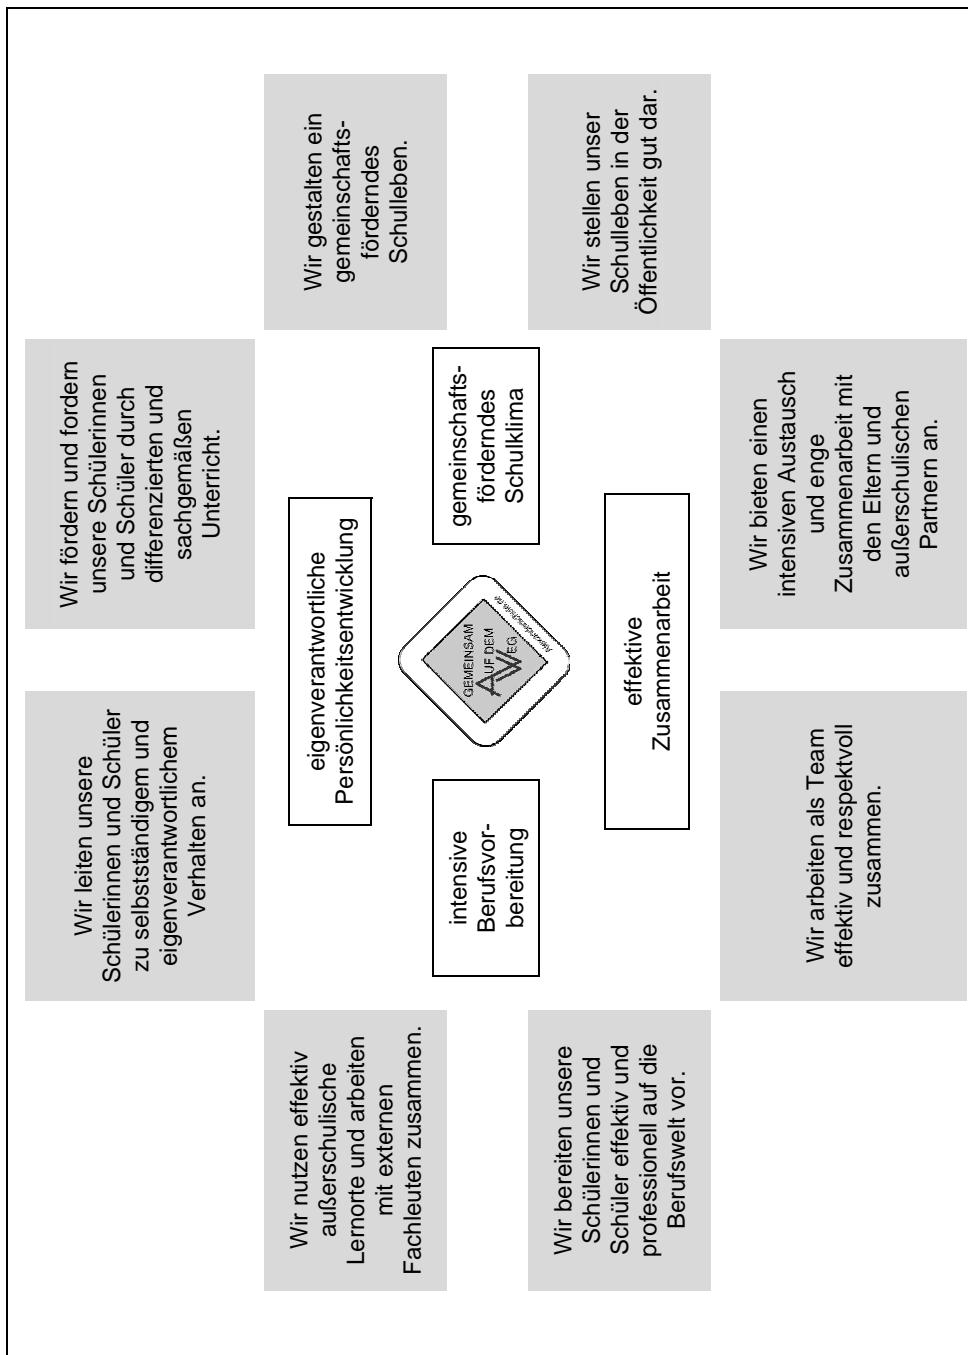 Wir leiten unsere
Schülerinnen und Schüler
zu selbstständigem und
eigenverantwortlichem
Verhalten an.
Wir fördern und fordern
unsere Schülerinnen
und Schüler durch
differenzierten und
sachgemäßen
Unterricht.
Wir nutzen effektiv
außerschulische
Lernorte und arbeiten
mit externen
Fachleuten zusammen.
eigenverantwortliche
Persönlichkeitsentwicklung
Wir gestalten ein
gemeinschafts-
förderndes
Schulleben.
intensive
Berufsvor-
bereitung
GEMEINSAM
AUF DEM
WEG
gemeinschafts-
förderndes
Schulklima
Wir bereiten unsere
Schülerinnen und
Schüler effektiv und
professionell auf die
Berufswelt vor.
effektive
Zusammenarbeit
Wir stellen unser
Schulleben in der
Öffentlichkeit gut dar.
Wir arbeiten als Team
effektiv und respektvoll
zusammen.
Wir bieten einen
intensiven Austausch
und enge
Zusammenarbeit mit
den Eltern und
außerschulischen
Partnern an.